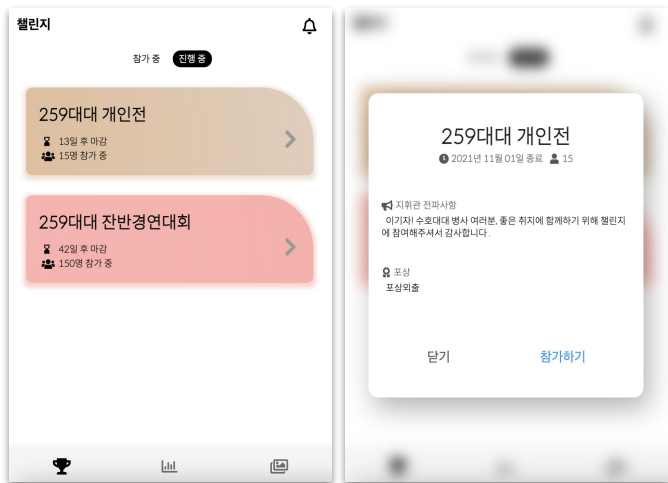 챌린지
참가 중 진행 중
259대대 개인전
13일 후 마감
15명 참가 중
259대대 잔반경연대회
42일 후 마감
150명 참가 중
259대대 개인전
2021년 11월 01일 종료 15
지휘관 전파사항
이기자! 수호대대 병사 여러분, 좋은 취지에 함께하기 위해 챌린지
에 참여해주셔서 감사합니다.
포상
포상외출
닫기 참가하기